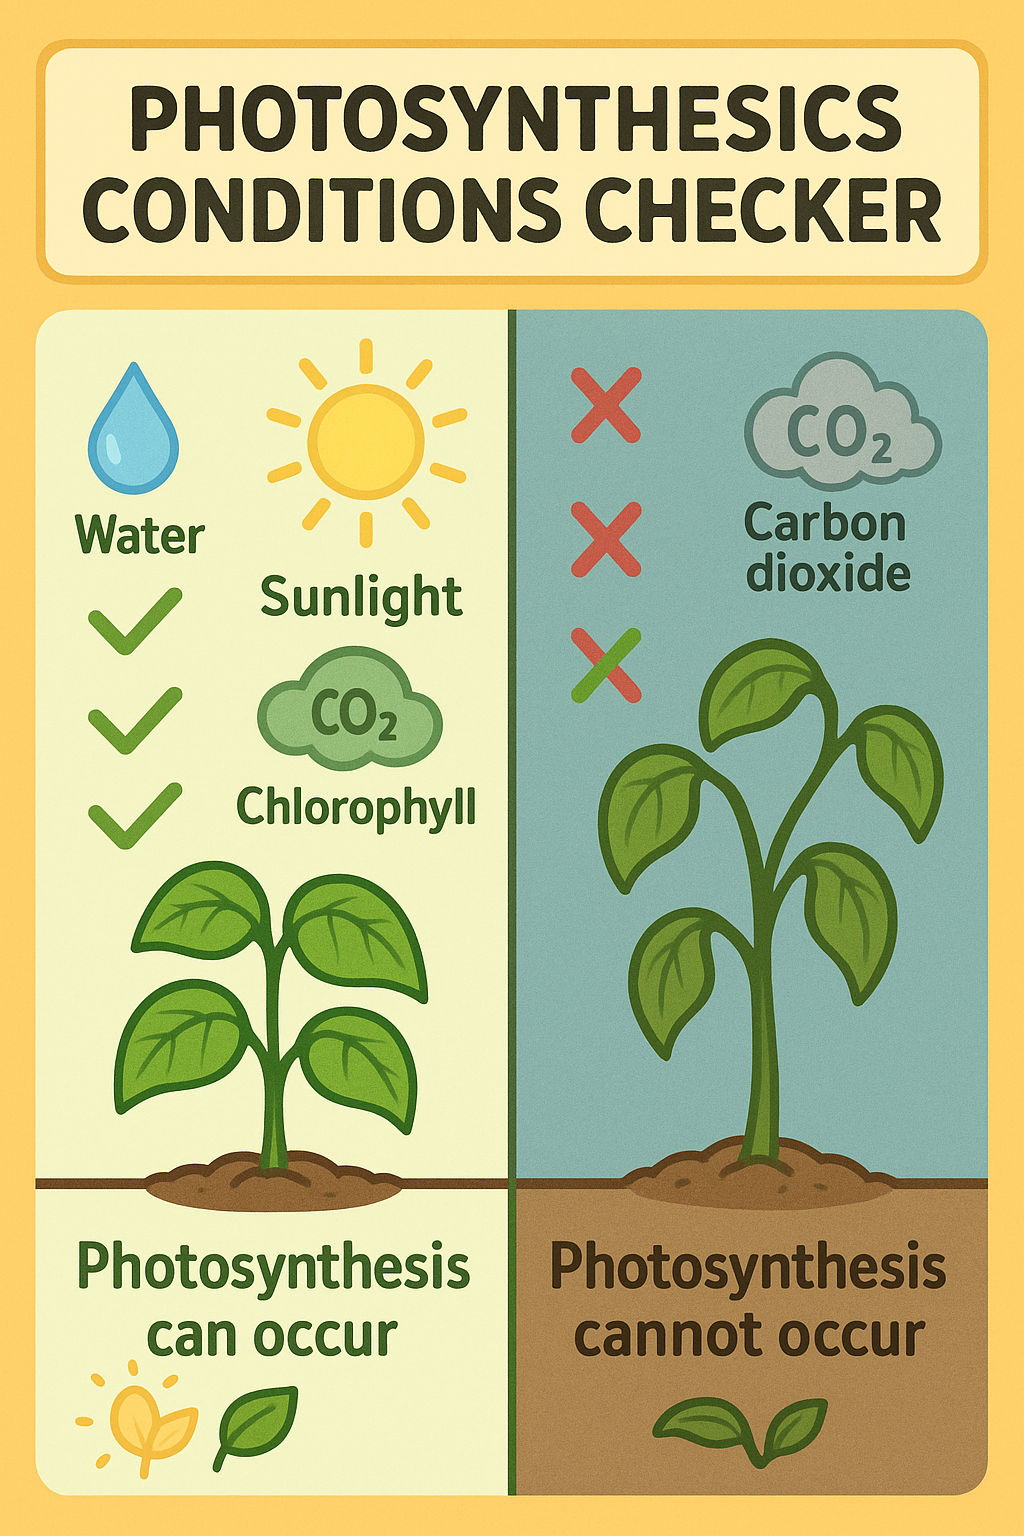 PHOTOSYNTHESICS
CONDITIONS CHECKER
Water
Sunlight
CO₂
Chlorophyll
Photosynthesis
can occur
CO₂
Carbon
dioxide
Photosynthesis
cannot occur